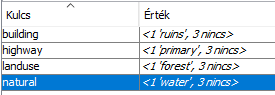 Kulcs Érték
building <1 'ruins', 3 nincs>
highway <1 'primary', 3 nincs>
landuse <1 'forest', 3 nincs>
natural <1 'water', 3 nincs>